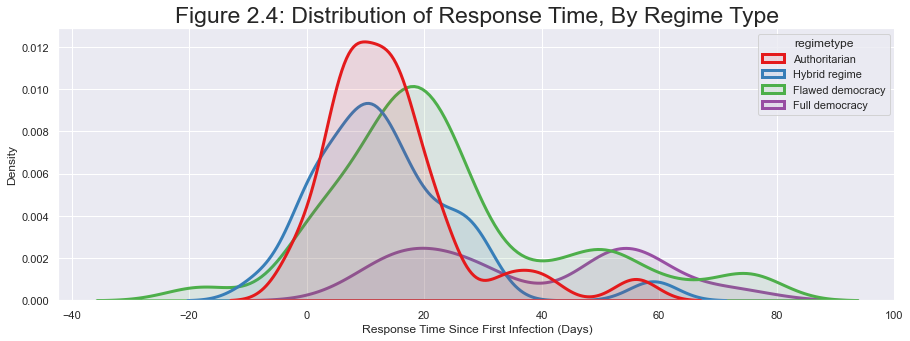 Figure 2.4: Distribution of Response Time, By Regime Type
regimetype
Authoritarian
Hybrid regime
Flawed democracy
Full democracy
Density
0.012
0.010
0.008
0.006
0.004
0.002
0.000
−40 −20 0 20 40 60 80 100
Response Time Since First Infection (Days)